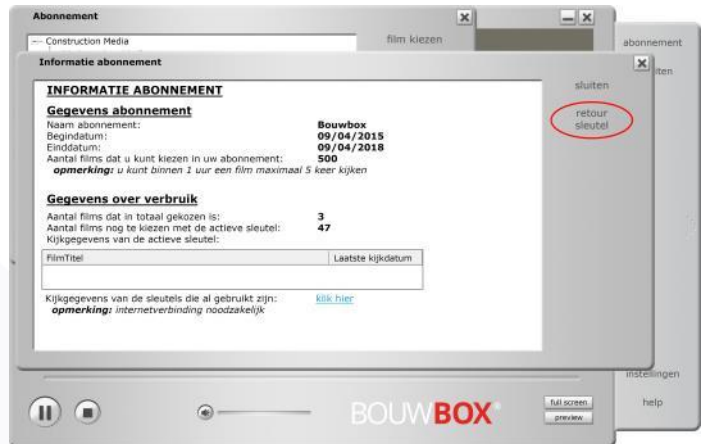 Abonnement
film kiezen
abonnement
Construction Media
Informatie abonnement
sluiten
retour
sleutel
INFORMATIE ABONNEMENT
Gegevens abonnement
Naam abonnement: Bouwbox
Begindatum: 09/04/2015
Einddatum: 09/04/2018
Aantal films dat u kunt kiezen in uw abonnement: 500
opmerking: u kunt binnen 1 uur een film maximaal 5 keer kijken
Gegevens over verbruik
Aantal films dat in totaal gekozen is: 3
Aantal films nog te kiezen met de actieve sleutel: 47
Kijkgegevens van de actieve sleutel:
FilmTitel Laatste kijkdatum
Kijkgegevens van de sleutels die al gebruikt zijn: klik hier
opmerking: internetverbinding noodzakelijk
instellingen
help
BOUWBOX
full screen
preview